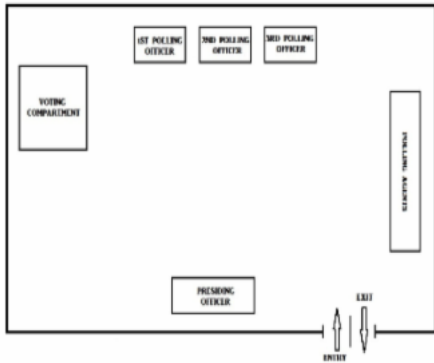 1ST POLLING
OFFICER
2ND POLLING
OFFICER
3RD POLLING
OFFICER
VOTING
COMPARTMENT
POLLING AGENTS
PRESIDING
OFFICER
EXIT
ENTRY